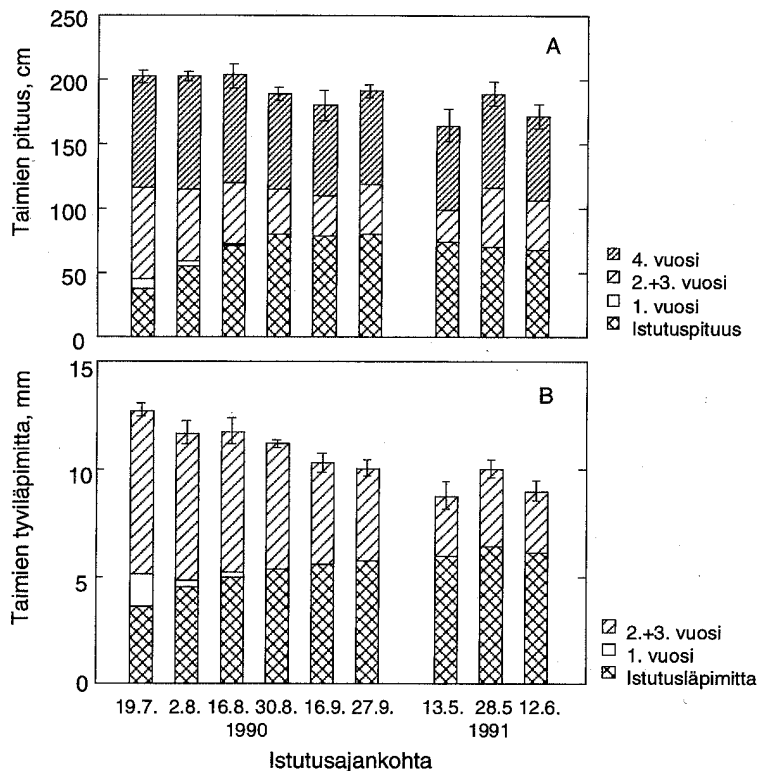 250
A
200
150
100
50
0
Taimien pituus, cm
4. vuosi
2.+3. vuosi
1. vuosi
Istutuspituus
15
B
10
5
0
Taimien tyviläpimitta, mm
2.+3. vuosi
1. vuosi
Istutusläpimitta
19.7. 2.8. 16.8. 30.8. 16.9. 27.9. 13.5. 28.5 12.6.
1990 1991
Istutusajankohta